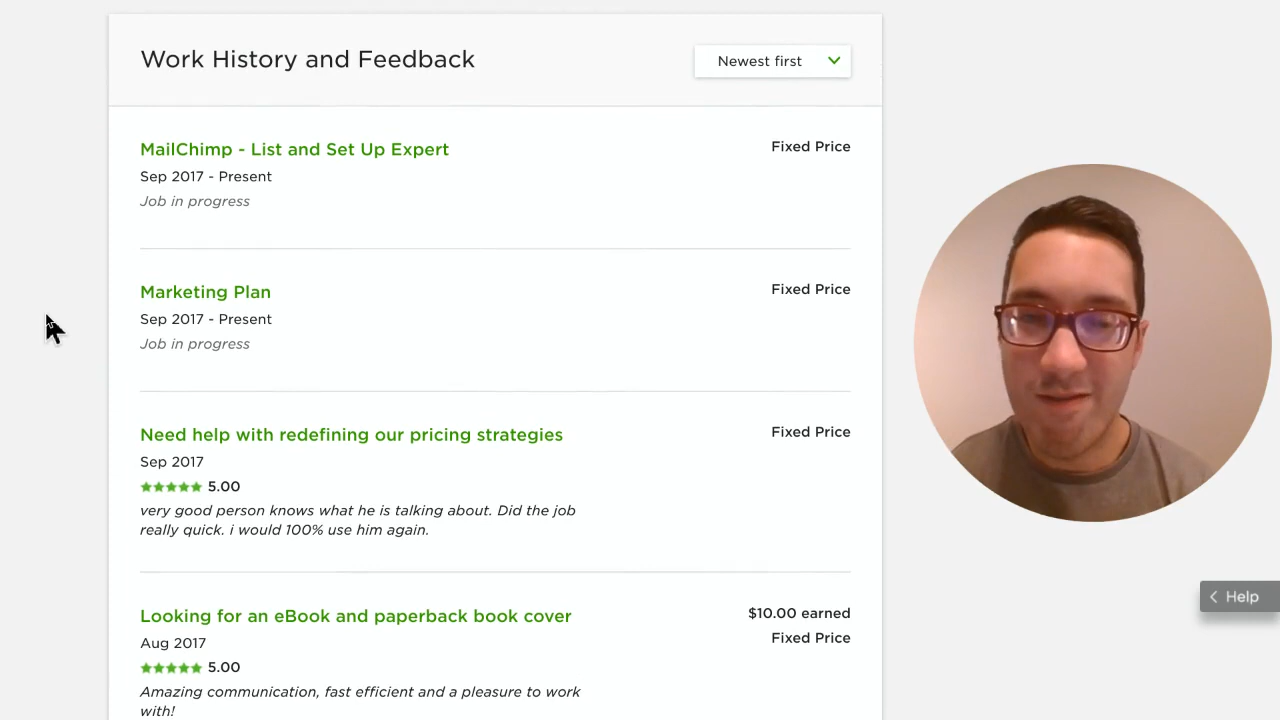 Work History and Feedback
Newest first
MailChimp - List and Set Up Expert
Fixed Price
Sep 2017 - Present
Job in progress
Marketing Plan
Fixed Price
Sep 2017 - Present
Job in progress
Need help with redefining our pricing strategies
Fixed Price
Sep 2017
5.00
very good person knows what he is talking about. Did the job
really quick. i would 100% use him again.
Looking for an eBook and paperback book cover
$10.00 earned
Fixed Price
Aug 2017
5.00
Amazing communication, fast efficient and a pleasure to work
with!
Help